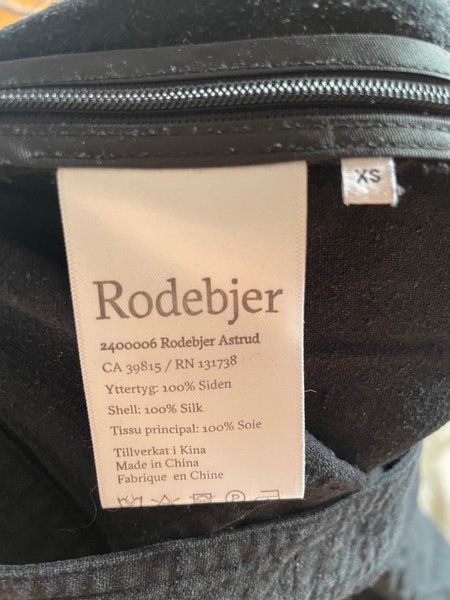 XS
Rodebjer
2400006 Rodebjer Astrud
CA 39815 / RN 131738
Yttertyg: 100% Siden
Shell: 100% Silk
Tissu principal: 100% Soie
Tillverkat i Kina
Made in China
Fabrique en Chine
P